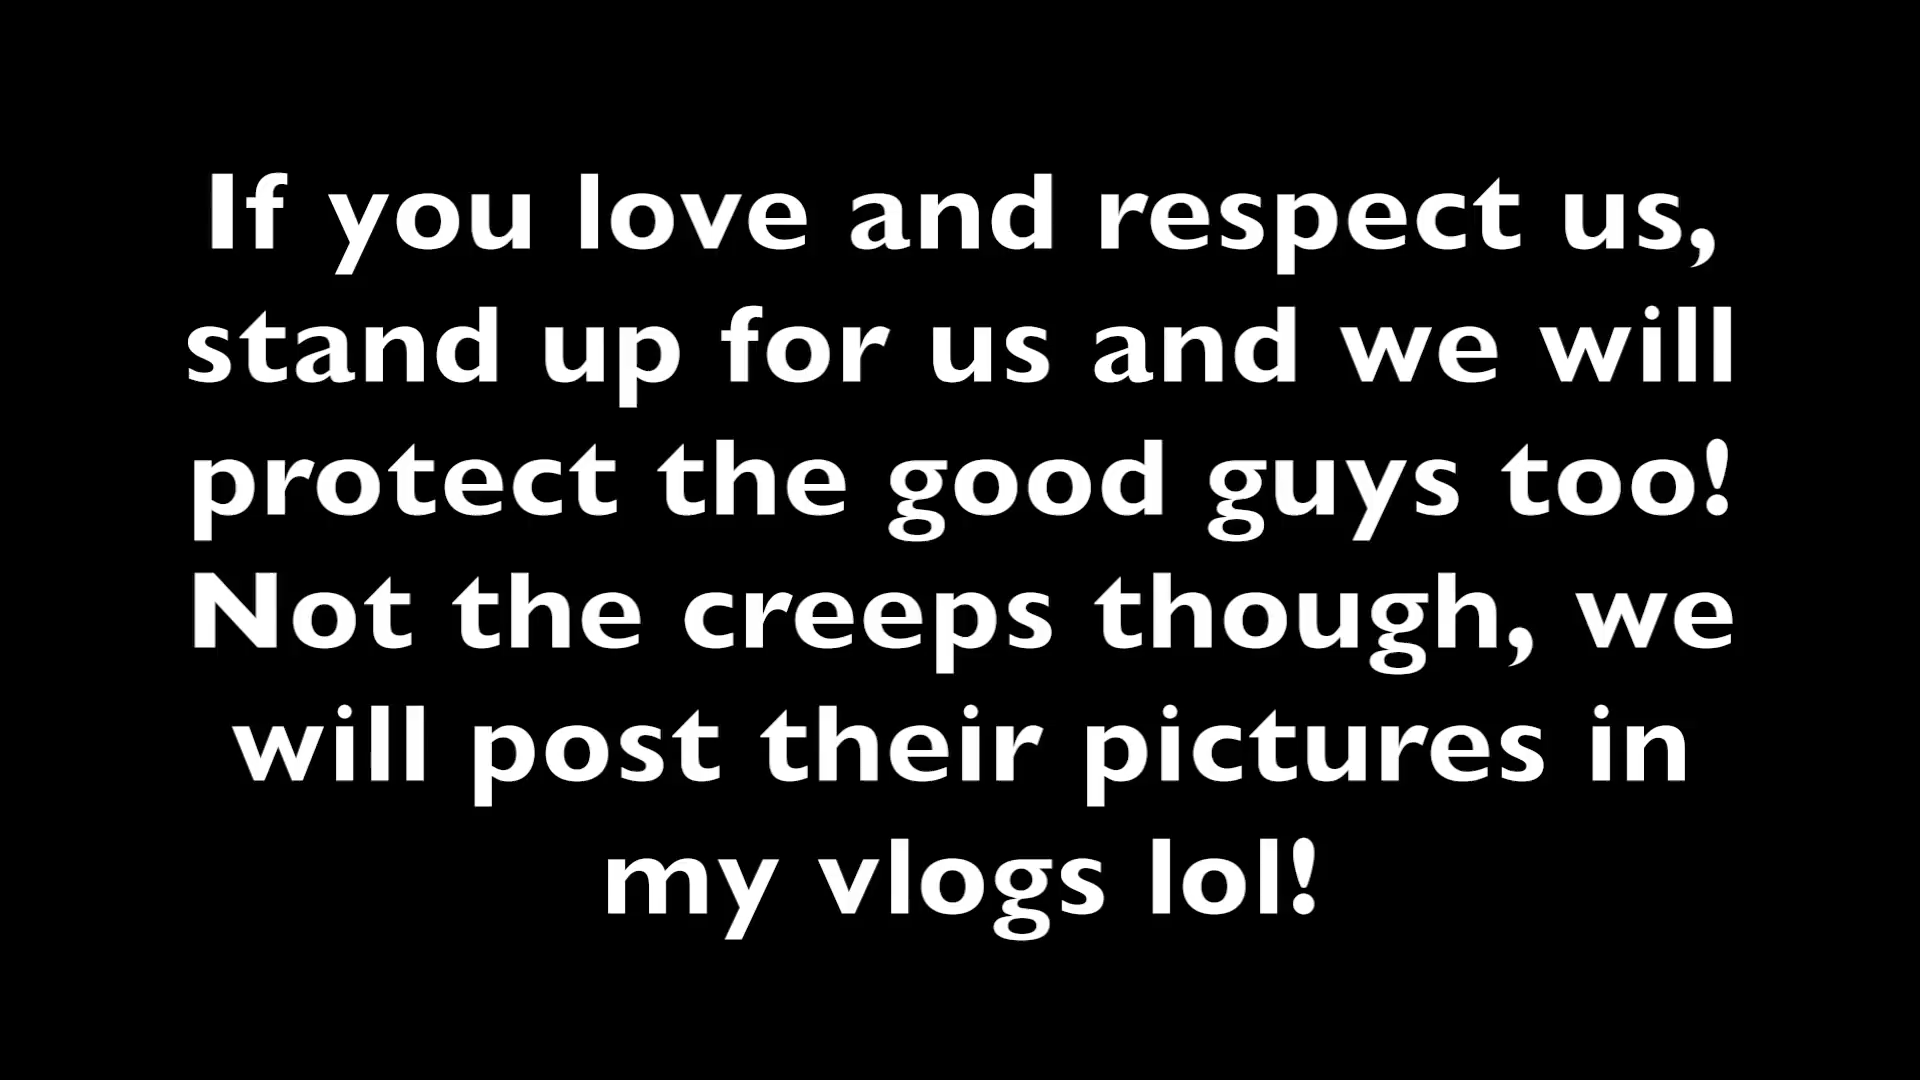 If you love and respect us,
stand up for us and we will
protect the good guys too!
Not the creeps though, we
will post their pictures in
my vlogs lol!